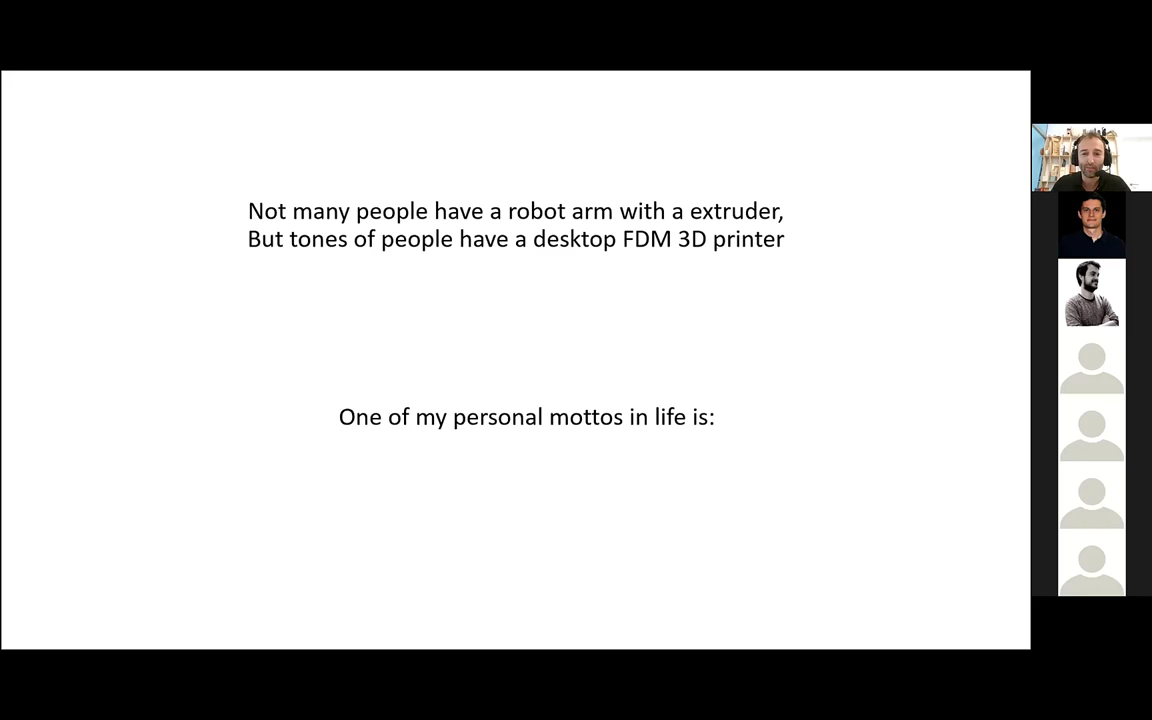 Not many people have a robot arm with a extruder,
But tones of people have a desktop FDM 3D printer
One of my personal mottos in life is: